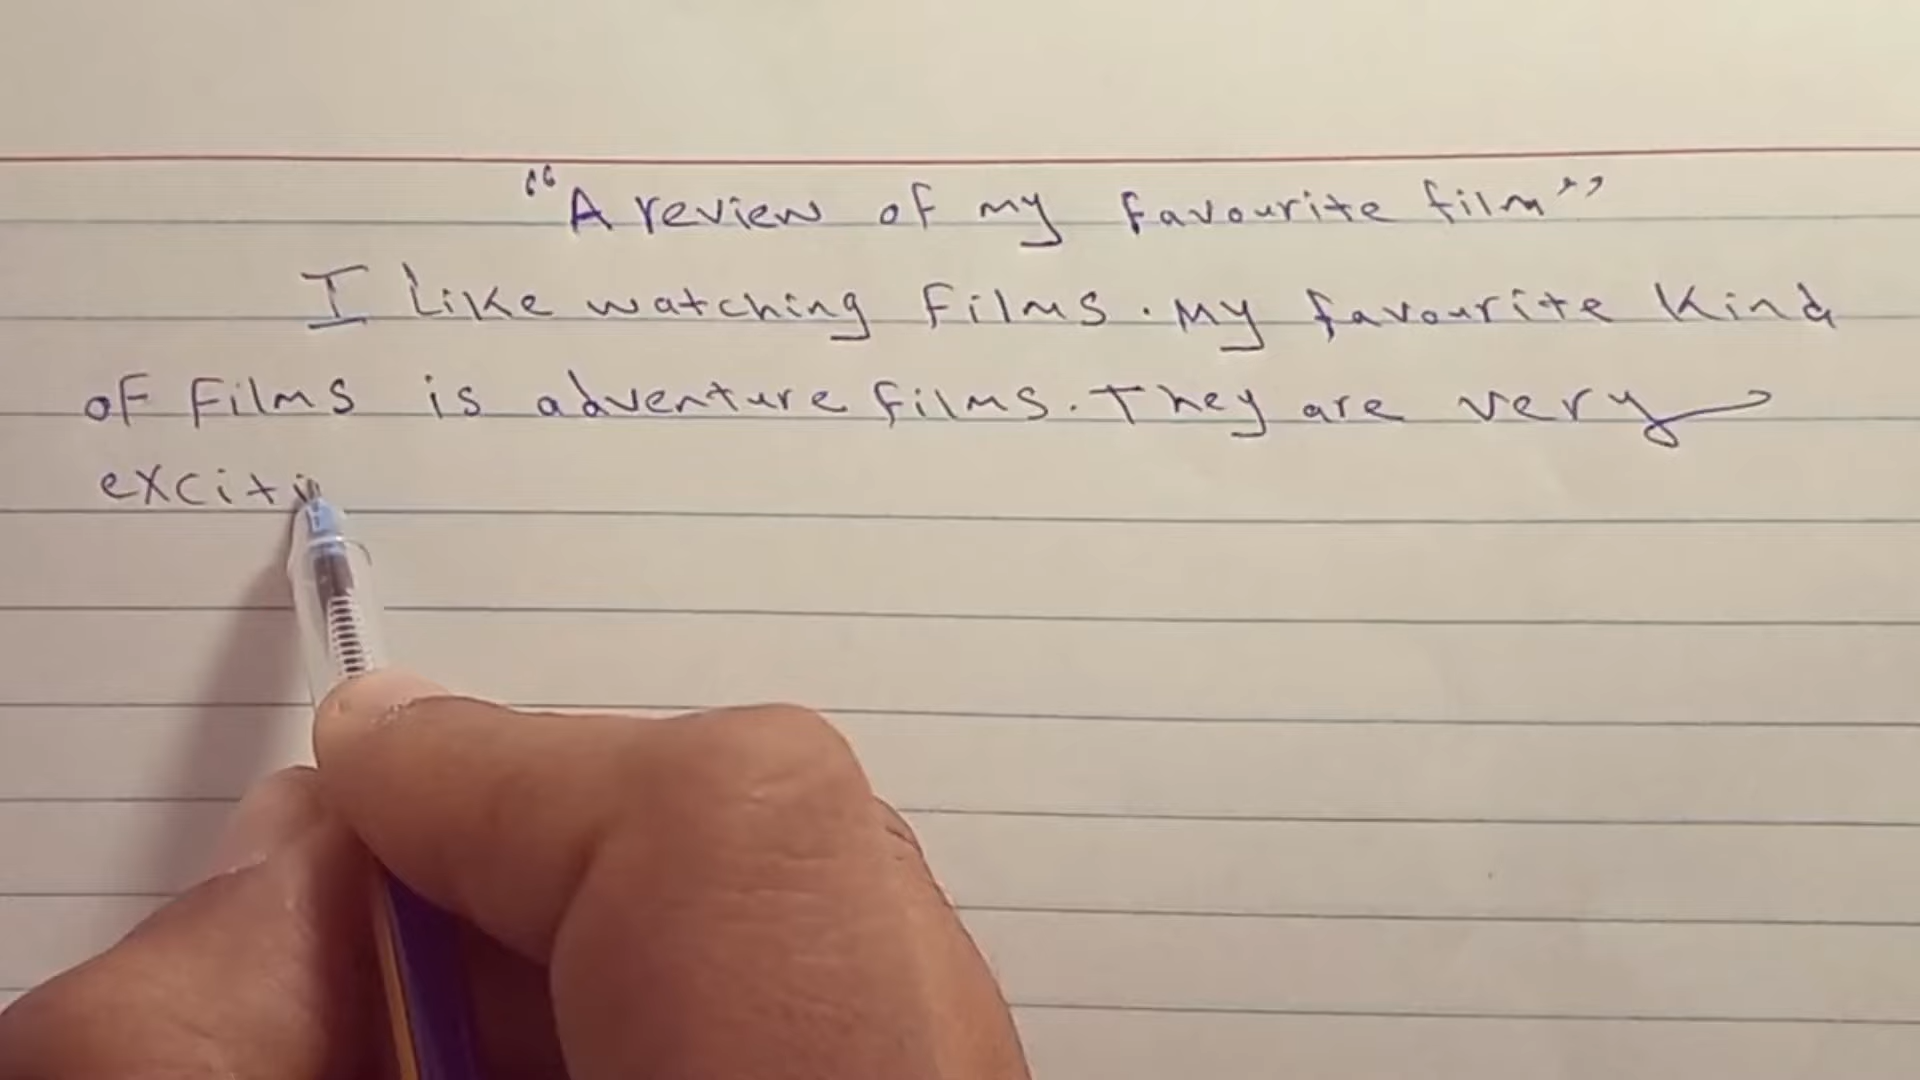 “A review of my favourite film”
I like watching films. My favourite kind
of films is adventure films. They are very
exciti